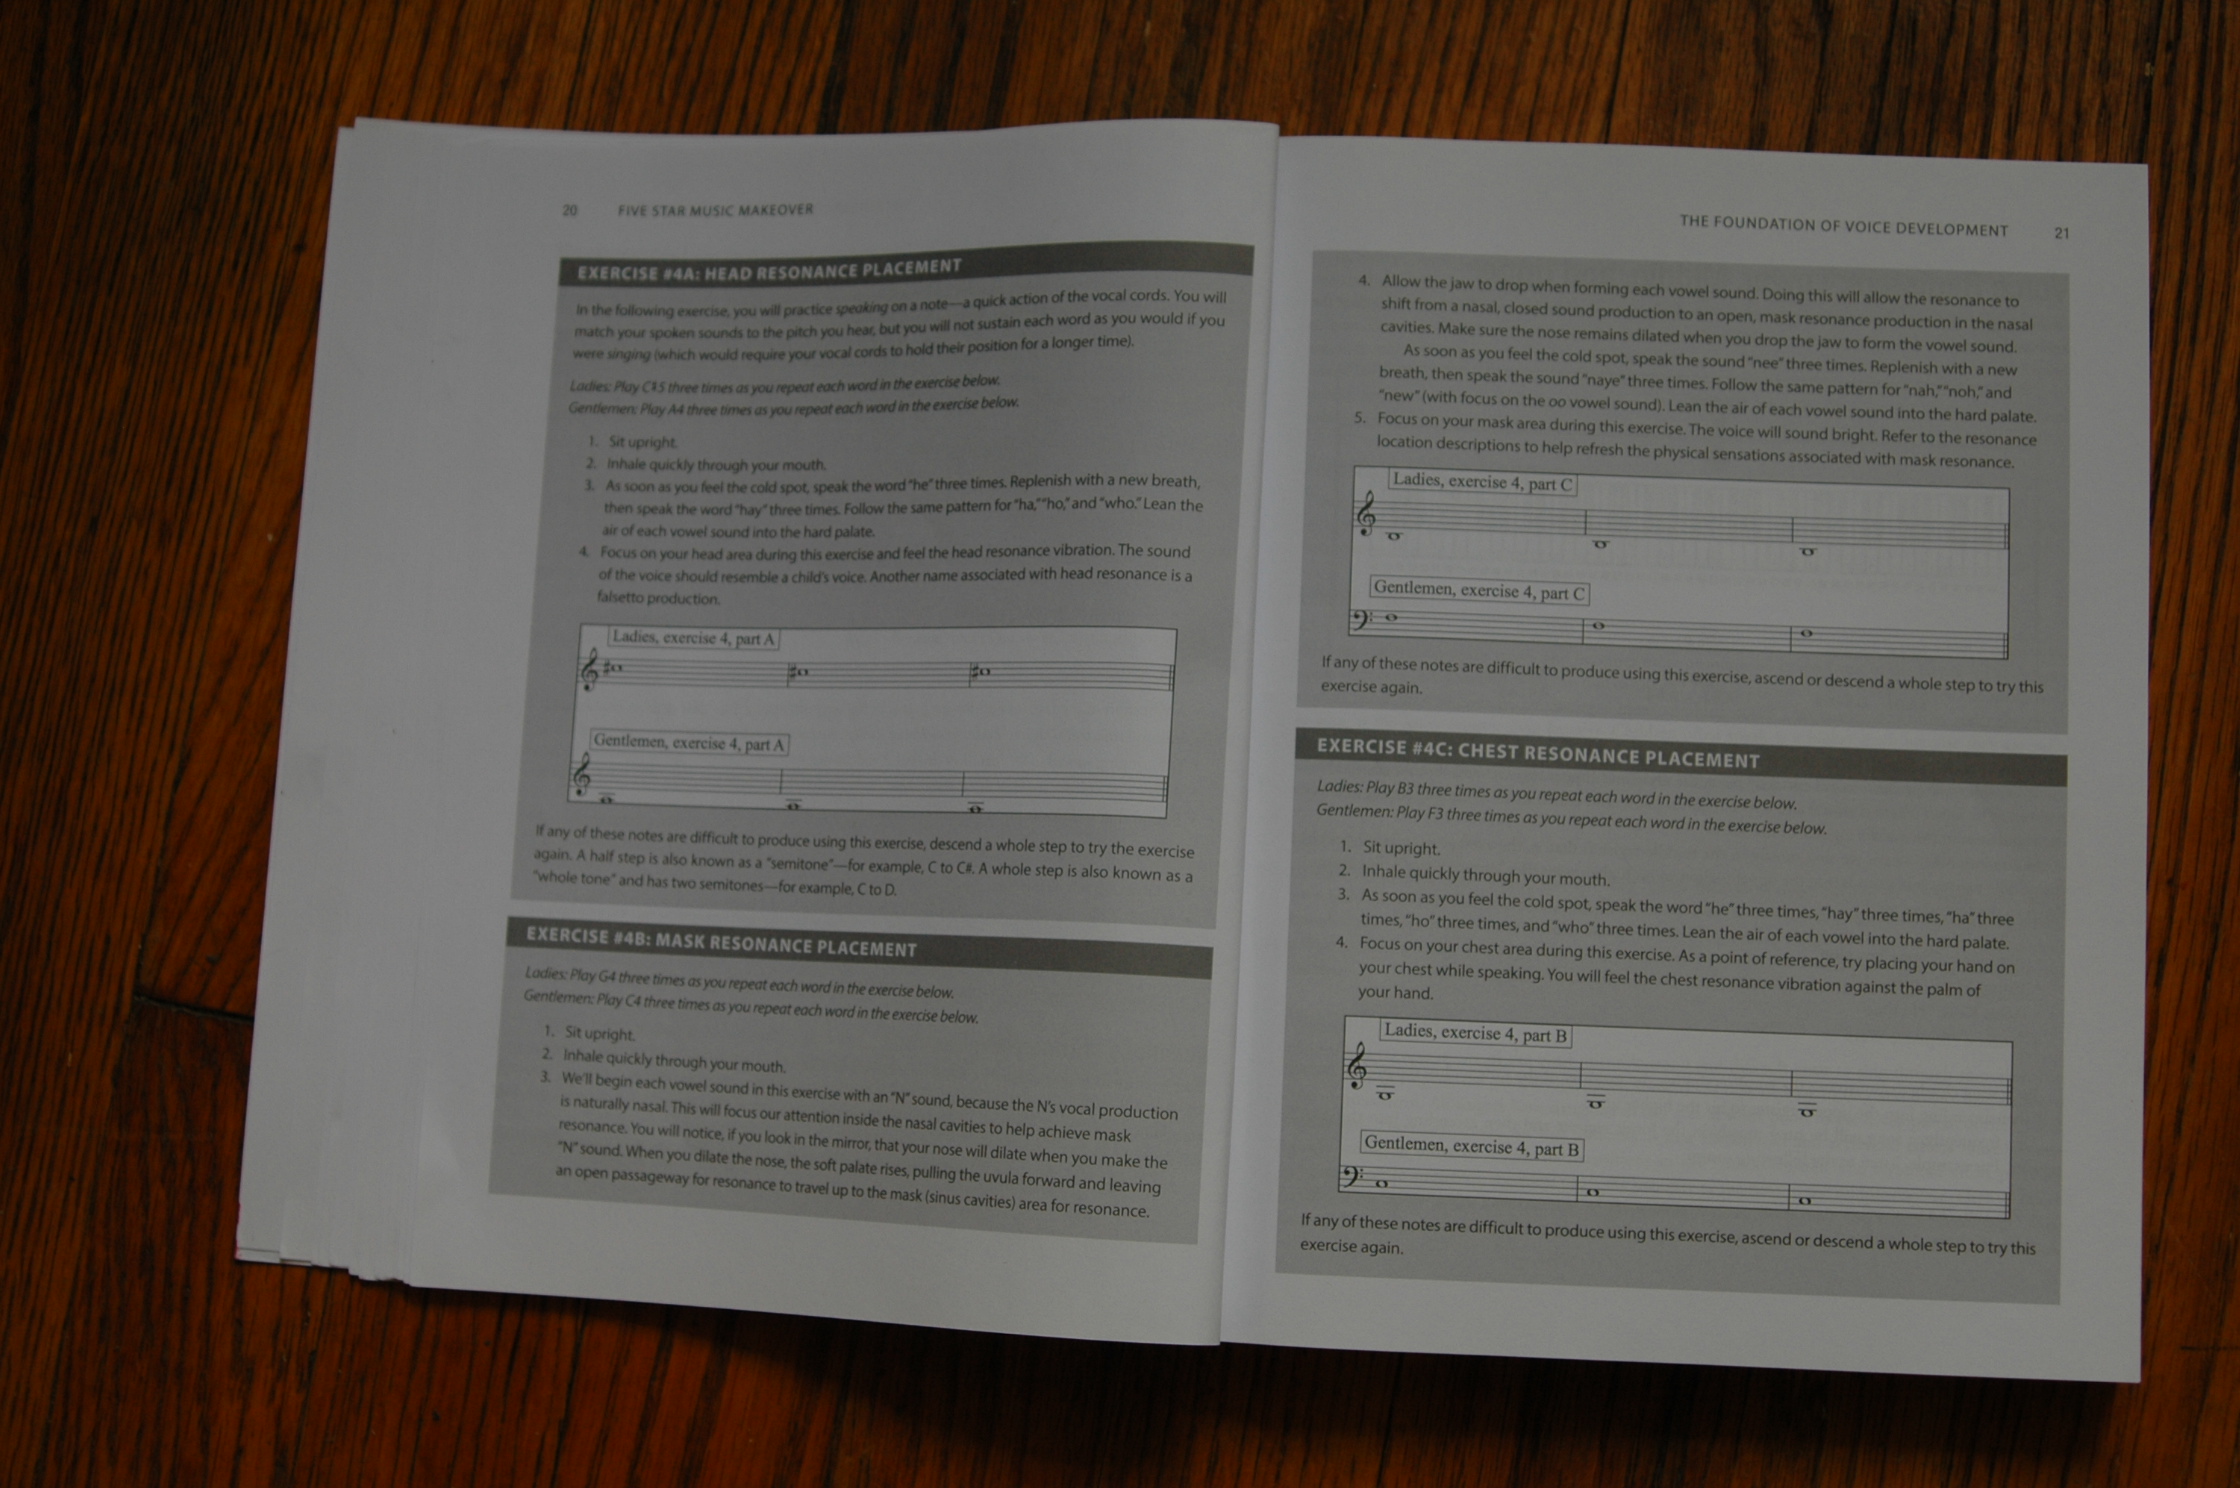 20 FIVE STAR MUSIC MAKEOVER
EXERCISE #4A: HEAD RESONANCE PLACEMENT
In the following exercise, you will practice speaking on a note—a quick action of the vocal cords. You will
match your spoken sounds to the pitch you hear, but you will not sustain each word as you would if you
were singing (which would require your vocal cords to hold their position for a longer time).
Ladies: Play C#5 three times as you repeat each word in the exercise below.
Gentlemen: Play A4 three times as you repeat each word in the exercise below.
1. Sit upright.
2. Inhale quickly through your mouth.
3. As soon as you feel the cold spot, speak the word “he” three times. Replenish with a new breath,
then speak the word “hay” three times. Follow the same pattern for “ha,” “ho,” and “who.” Lean the
air of each vowel sound into the hard palate.
4. Focus on your head area during this exercise and feel the head resonance vibration. The sound
of the voice should resemble a child’s voice. Another name associated with head resonance is a
falsetto production.
Ladies, exercise 4, part A
Gentlemen, exercise 4, part A
If any of these notes are difficult to produce using this exercise, descend a whole step to try the exercise
again. A half step is also known as a “semitone”—for example, C to C#. A whole step is also known as a
“whole tone” and has two semitones—for example, C to D.
EXERCISE #4B: MASK RESONANCE PLACEMENT
Ladies: Play G4 three times as you repeat each word in the exercise below.
Gentlemen: Play C4 three times as you repeat each word in the exercise below.
1. Sit upright.
2. Inhale quickly through your mouth.
3. We’ll begin each vowel sound in this exercise with an “N” sound, because the N’s vocal production
is naturally nasal. This will focus our attention inside the nasal cavities to help achieve mask
resonance. You will notice, if you look in the mirror, that your nose will dilate when you make the
“N” sound. When you dilate the nose, the soft palate rises, pulling the uvula forward and leaving
an open passageway for resonance to travel up to the mask (sinus cavities) area for resonance.
THE FOUNDATION OF VOICE DEVELOPMENT 21
4. Allow the jaw to drop when forming each vowel sound. Doing this will allow the resonance to
shift from a nasal, closed sound production to an open, mask resonance production in the nasal
cavities. Make sure the nose remains dilated when you drop the jaw to form the vowel sound.
As soon as you feel the cold spot, speak the sound “nee” three times. Replenish with a new
breath, then speak the sound “naye” three times. Follow the same pattern for “nah,” “noh,” and
“new” (with focus on the oo vowel sound). Lean the air of each vowel sound into the hard palate.
5. Focus on your mask area during this exercise. The voice will sound bright. Refer to the resonance
location descriptions to help refresh the physical sensations associated with mask resonance.
Ladies, exercise 4, part C
Gentlemen, exercise 4, part C
If any of these notes are difficult to produce using this exercise, ascend or descend a whole step to try this
exercise again.
EXERCISE #4C: CHEST RESONANCE PLACEMENT
Ladies: Play B3 three times as you repeat each word in the exercise below.
Gentlemen: Play F3 three times as you repeat each word in the exercise below.
1. Sit upright.
2. Inhale quickly through your mouth.
3. As soon as you feel the cold spot, speak the word “he” three times, “hay” three times, “ha” three
times, “ho” three times, and “who” three times. Lean the air of each vowel into the hard palate.
4. Focus on your chest area during this exercise. As a point of reference, try placing your hand on
your chest while speaking. You will feel the chest resonance vibration against the palm of
your hand.
Ladies, exercise 4, part B
Gentlemen, exercise 4, part B
If any of these notes are difficult to produce using this exercise, ascend or descend a whole step to try this
exercise again.